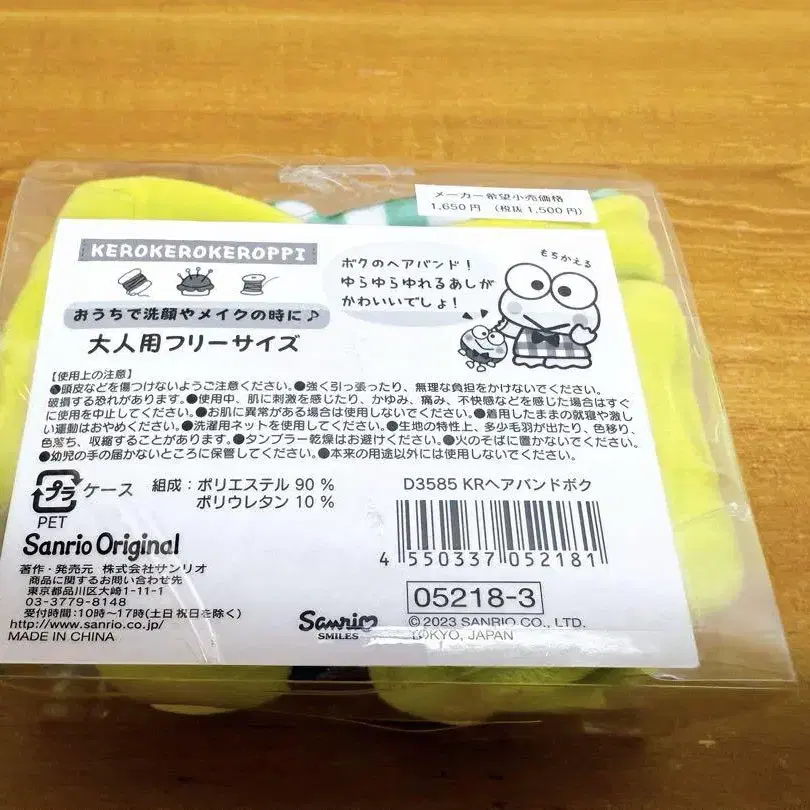 メーカー希望小売価格
1,650円 (税抜 1,500円)
KEROKEROKEROPPI
おうちで洗顔やメイクの時に♪
大人用フリーサイズ
ボクのヘアバンド!
ゆらゆらゆれるあしが
かわいいでしょ!
もちかえる
【使用上の注意】
●頭皮などを傷つけないようご注意ください。●強く引っ張ったり、無理な負担をかけないでください。
破損する恐れがあります。●使用中、肌に刺激を感じたり、かゆみ、痛み、不快感などを感じた場合はすぐ
に使用を中止してください。●お肌に異常がある場合は使用しないでください。●着用したままの就寝や激し
い運動はおやめください。●洗濯用ネットを使用してください。●生地の特性上、多少毛羽が出たり、色移り、
色落ち、収縮することがあります。●タンブラー乾燥はお避けください。●火のそばに置かないでください。
●幼児の手の届かないところに保管してください。●本来の用途以外には使用しないでください。
プラ ケース
PET
組成:ポリエステル 90 %
ポリウレタン 10 %
D3585 KRヘアバンドボク
4 550337 052181
05218-3
Sanrio Original
著作・発売元 株式会社サンリオ
商品に関するお問い合わせ先
東京都品川区大崎1-6-1
03-3779-8148
受付時間:10時〜17時(土日祝日を除く)
http://www.sanrio.co.jp/
MADE IN CHINA
Sanrio
SMILES
© 2023 SANRIO CO., LTD.
TOKYO, JAPAN